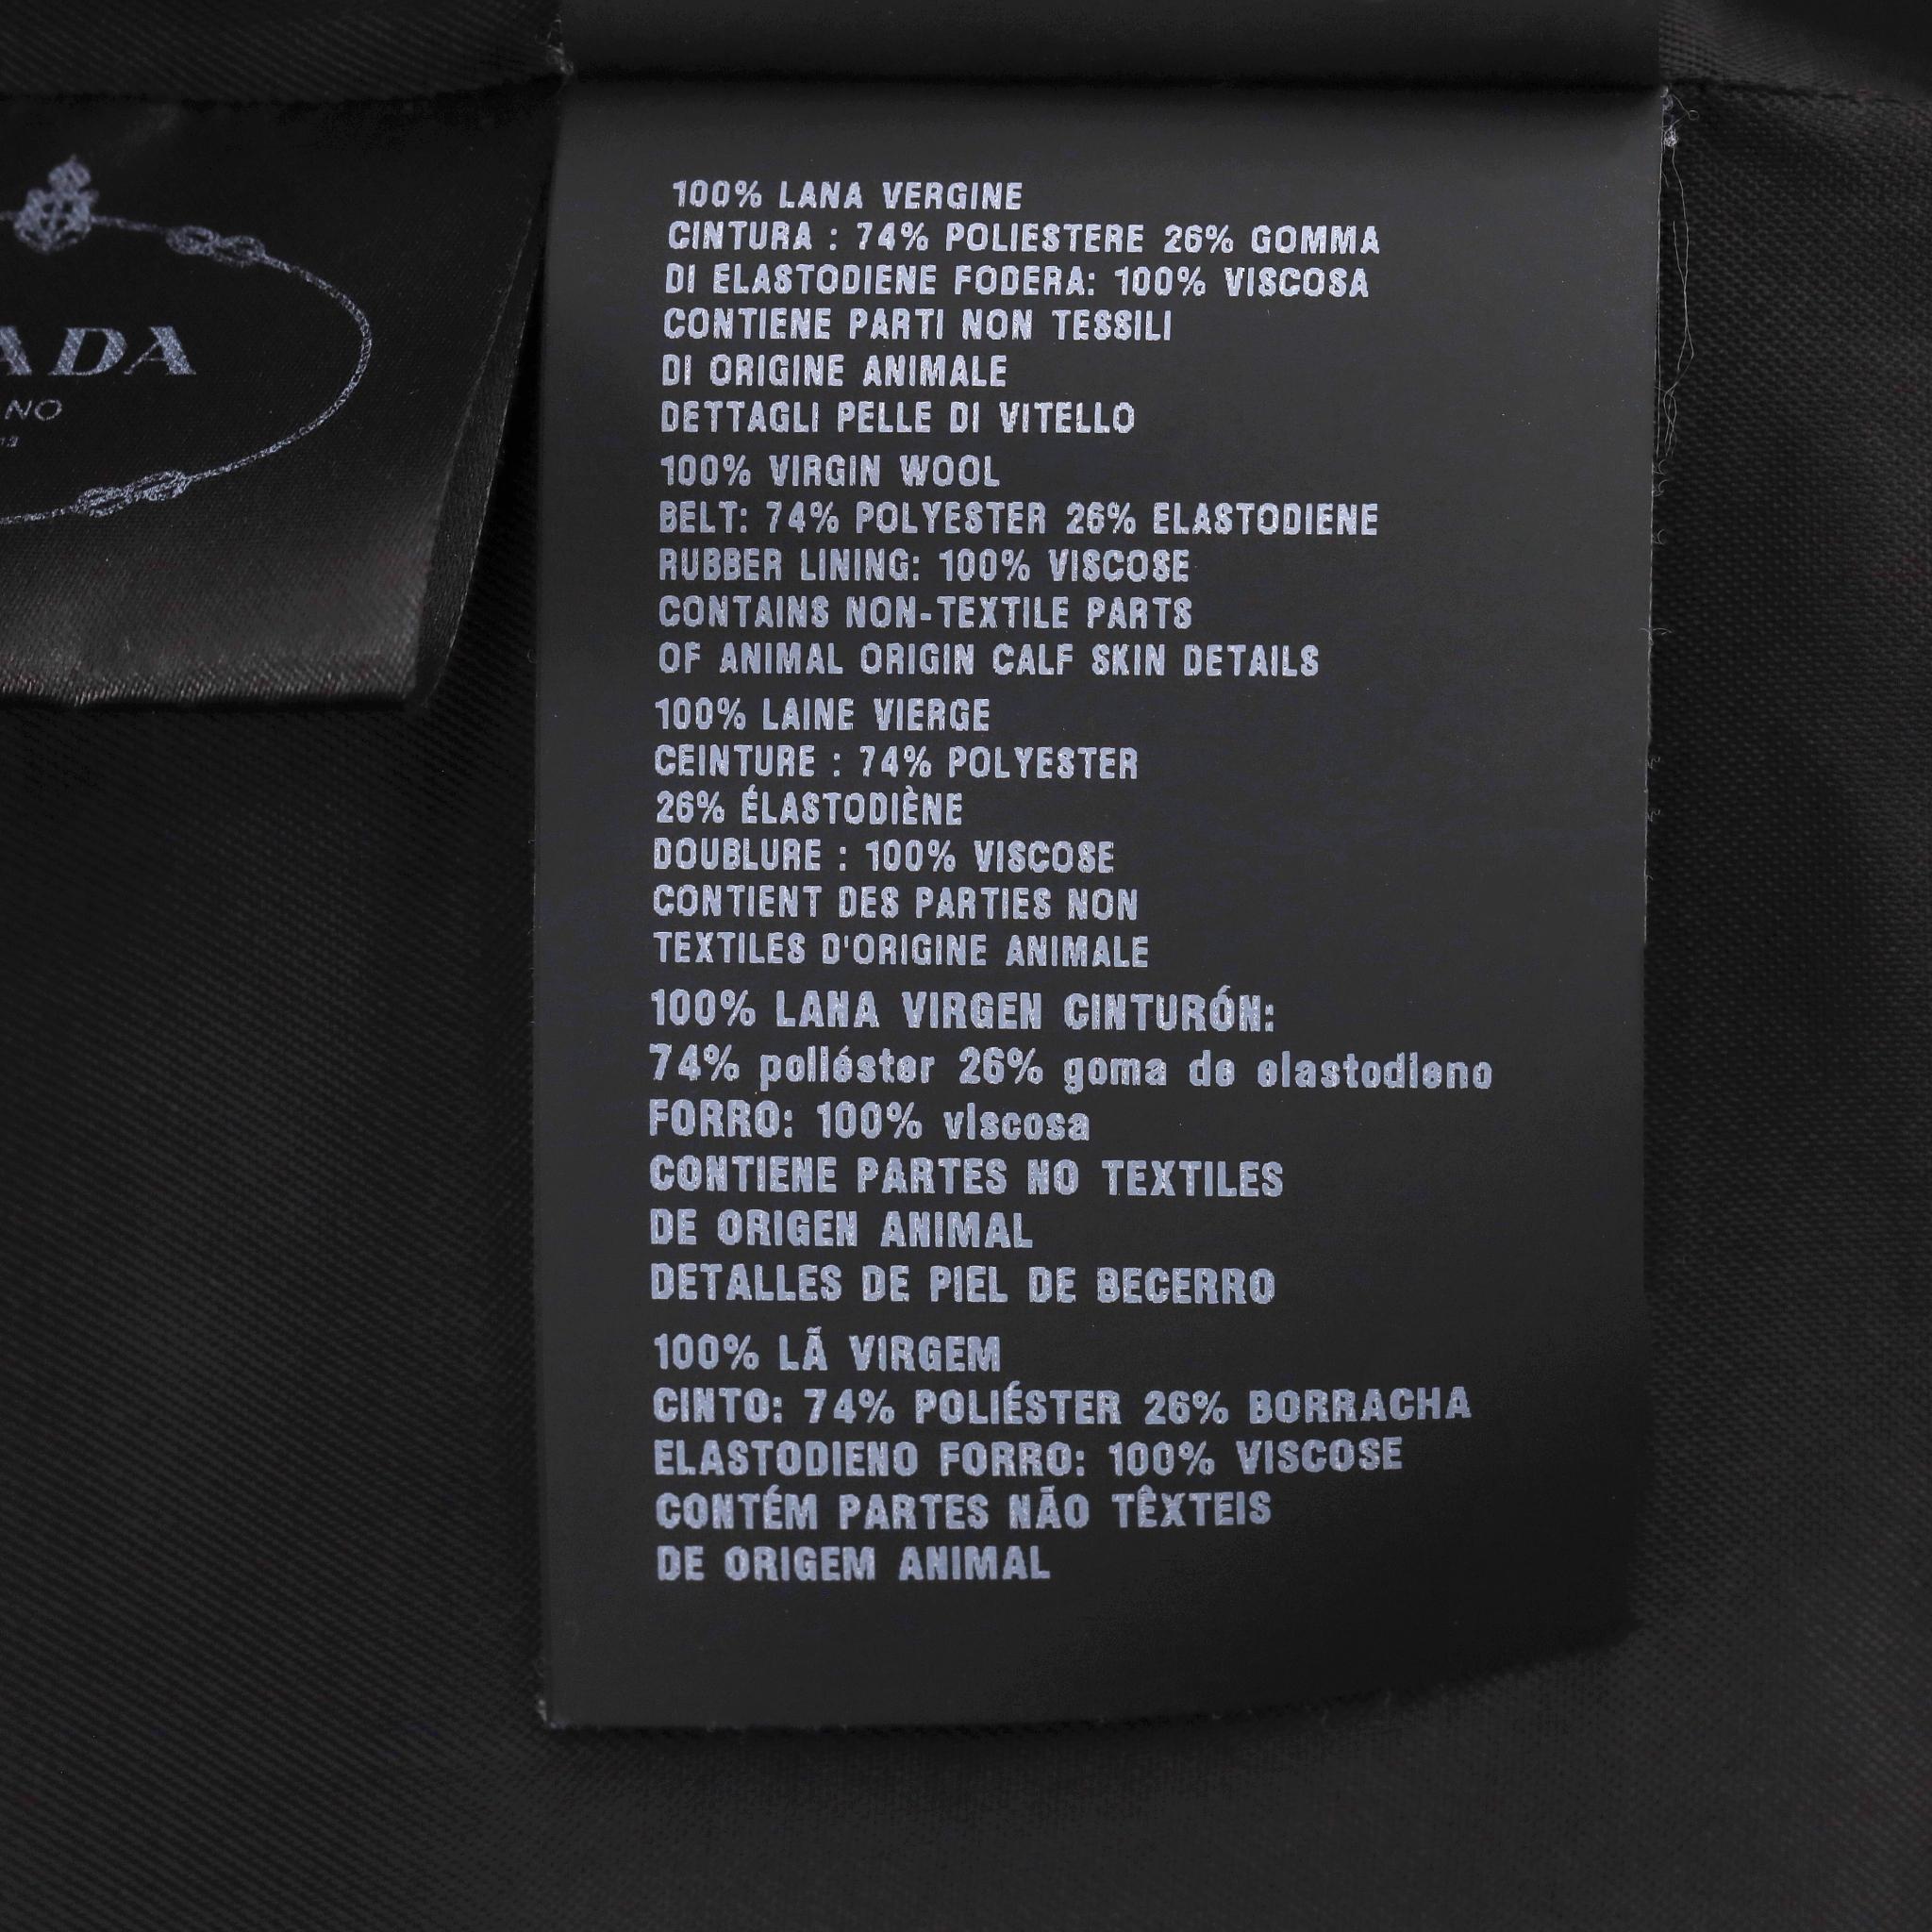 ADA
NO
13
100% LANA VERGINE
CINTURA : 74% POLIESTERE 26% GOMMA
DI ELASTODIENE FODERA: 100% VISCOSA
CONTIENE PARTI NON TESSILI
DI ORIGINE ANIMALE
DETTAGLI PELLE DI VITELLO
100% VIRGIN WOOL
BELT: 74% POLYESTER 26% ELASTODIENE
RUBBER LINING: 100% VISCOSE
CONTAINS NON-TEXTILE PARTS
OF ANIMAL ORIGIN CALF SKIN DETAILS
100% LAINE VIERGE
CEINTURE : 74% POLYESTER
26% ÉLASTODIÈNE
DOUBLURE : 100% VISCOSE
CONTIENT DES PARTIES NON
TEXTILES D'ORIGINE ANIMALE
100% LANA VIRGEN CINTURÓN:
74% poliéster 26% goma de elastodieno
FORRO: 100% viscosa
CONTIENE PARTES NO TEXTILES
DE ORIGEN ANIMAL
DETALLES DE PIEL DE BECERRO
100% LÃ VIRGEM
CINTO: 74% POLIÉSTER 26% BORRACHA
ELASTODIENO FORRO: 100% VISCOSE
CONTÉM PARTES NÃO TÊXTEIS
DE ORIGEM ANIMAL